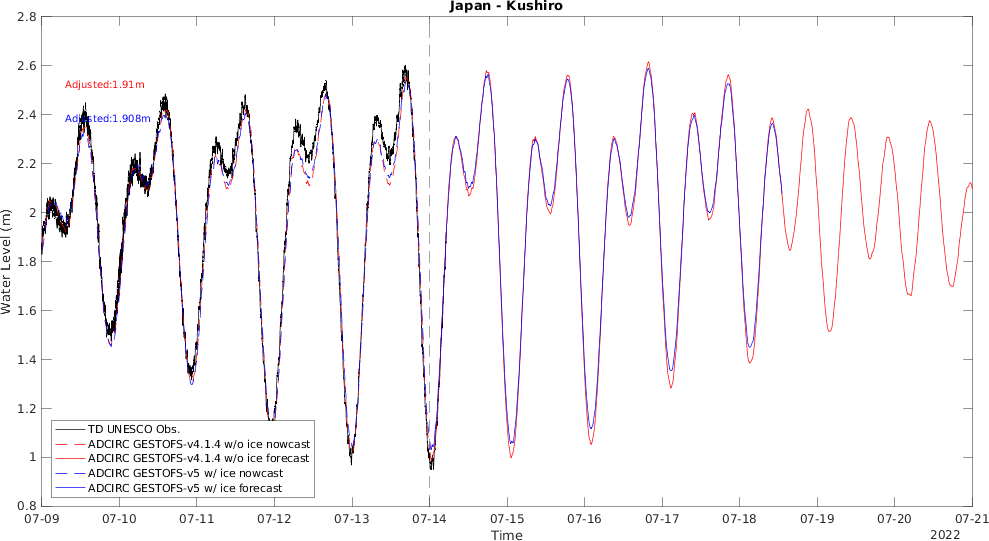 Japan - Kushiro
2.8
2.6
2.4
2.2
2
1.8
1.6
1.4
1.2
1
0.8
Water Level (m)
Adjusted:1.91m
Adjusted:1.908m
TD UNESCO Obs.
ADCIRC GESTOFS-v4.1.4 w/o ice nowcast
ADCIRC GESTOFS-v4.1.4 w/o ice forecast
ADCIRC GESTOFS-v5 w/ ice nowcast
ADCIRC GESTOFS-v5 w/ ice forecast
07-09 07-10 07-11 07-12 07-13 07-14 07-15 07-16 07-17 07-18 07-19 07-20 07-21
Time
2022